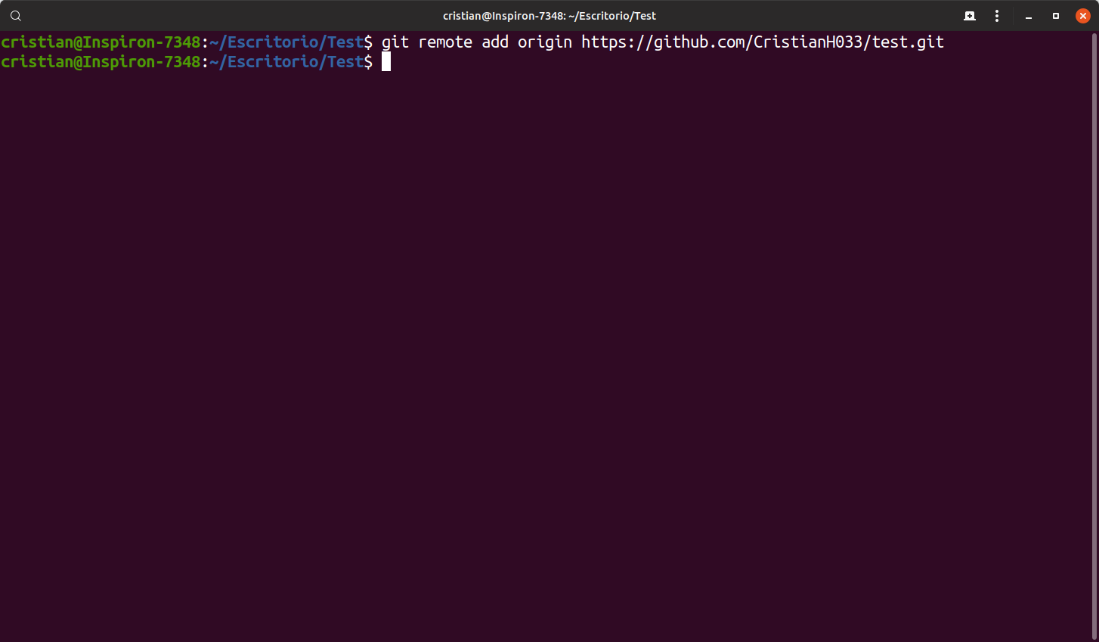 cristian@Inspiron-7348: ~/Escritorio/Test
cristian@Inspiron-7348:~/Escritorio/Test$ git remote add origin https://github.com/CristianH033/test.git
cristian@Inspiron-7348:~/Escritorio/Test$